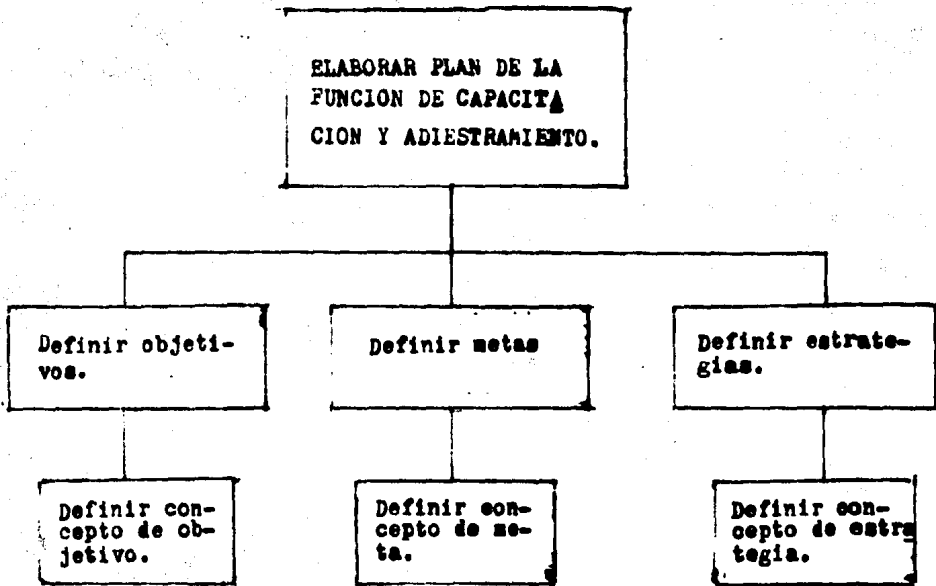 ELABORAR PLAN DE LA
FUNCION DE CAPACITA
CION Y ADIESTRAMIENTO.
Definir objeti-
vos.
Definir metas
Definir estrate-
gias.
Definir con-
cepto de ob-
jetivo.
Definir con-
cepto de me-
ta.
Definir con-
cepto de estra
tegia.